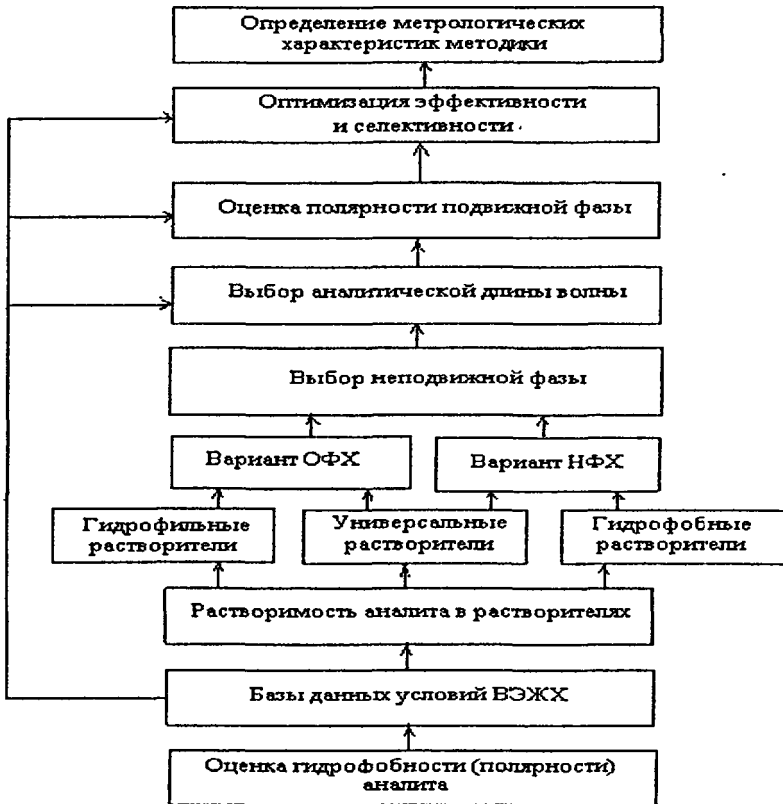 Определение метрологических
характеристик методики
Оптимизация эффективности
и селективности
Оценка полярности подвижной фазы
Выбор аналитической длины волны
Выбор неподвижной фазы
Вариант ОФХ
Вариант НФХ
Гидрофильные
растворители
Универсальные
растворители
Гидрофобные
растворители
Растворимость аналита в растворителях
Базы данных условий ВЭЖХ
Оценка гидрофобности (полярности)
аналита